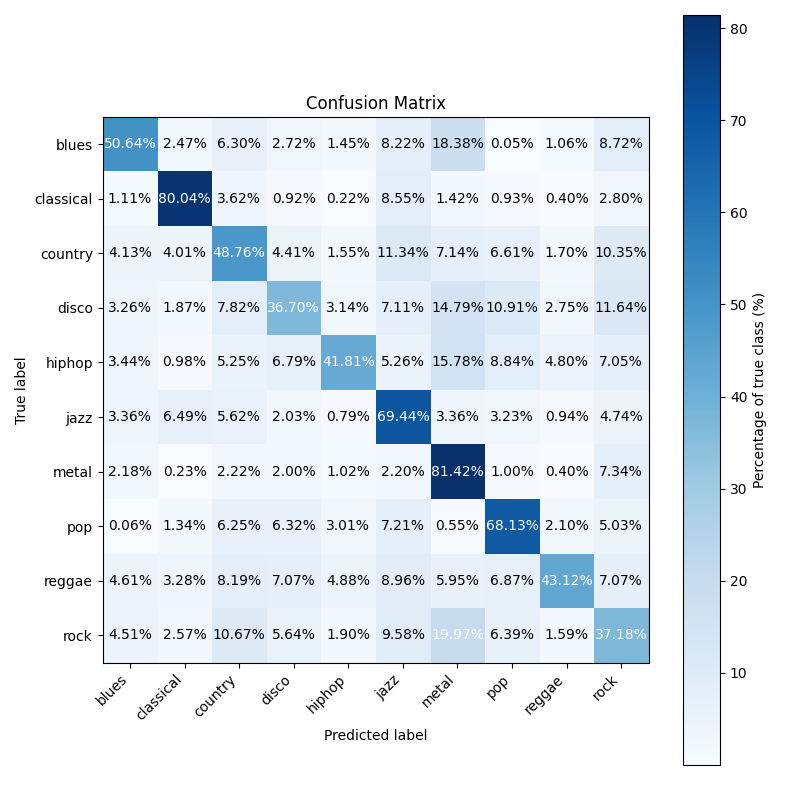 Confusion Matrix
blues 50.64% 2.47% 6.30% 2.72% 1.45% 8.22% 18.38% 0.05% 1.06% 8.72%
classical 1.11% 80.04% 3.62% 0.92% 0.22% 8.55% 1.42% 0.93% 0.40% 2.80%
country 4.13% 4.01% 48.76% 4.41% 1.55% 11.34% 7.14% 6.61% 1.70% 10.35%
disco 3.26% 1.87% 7.82% 36.70% 3.14% 7.11% 14.79% 10.91% 2.75% 11.64%
hiphop 3.44% 0.98% 5.25% 6.79% 41.81% 5.26% 15.78% 8.84% 4.80% 7.05%
jazz 3.36% 6.49% 5.62% 2.03% 0.79% 69.44% 3.36% 3.23% 0.94% 4.74%
metal 2.18% 0.23% 2.22% 2.00% 1.02% 2.20% 81.42% 1.00% 0.40% 7.34%
pop 0.06% 1.34% 6.25% 6.32% 3.01% 7.21% 0.55% 68.13% 2.10% 5.03%
reggae 4.61% 3.28% 8.19% 7.07% 4.88% 8.96% 5.95% 6.87% 43.12% 7.07%
rock 4.51% 2.57% 10.67% 5.64% 1.90% 9.58% 19.97% 6.39% 1.59% 37.18%
blues classical country disco hiphop jazz metal pop reggae rock
Predicted label
True label
80
70
60
50
40
30
20
10
Percentage of true class (%)